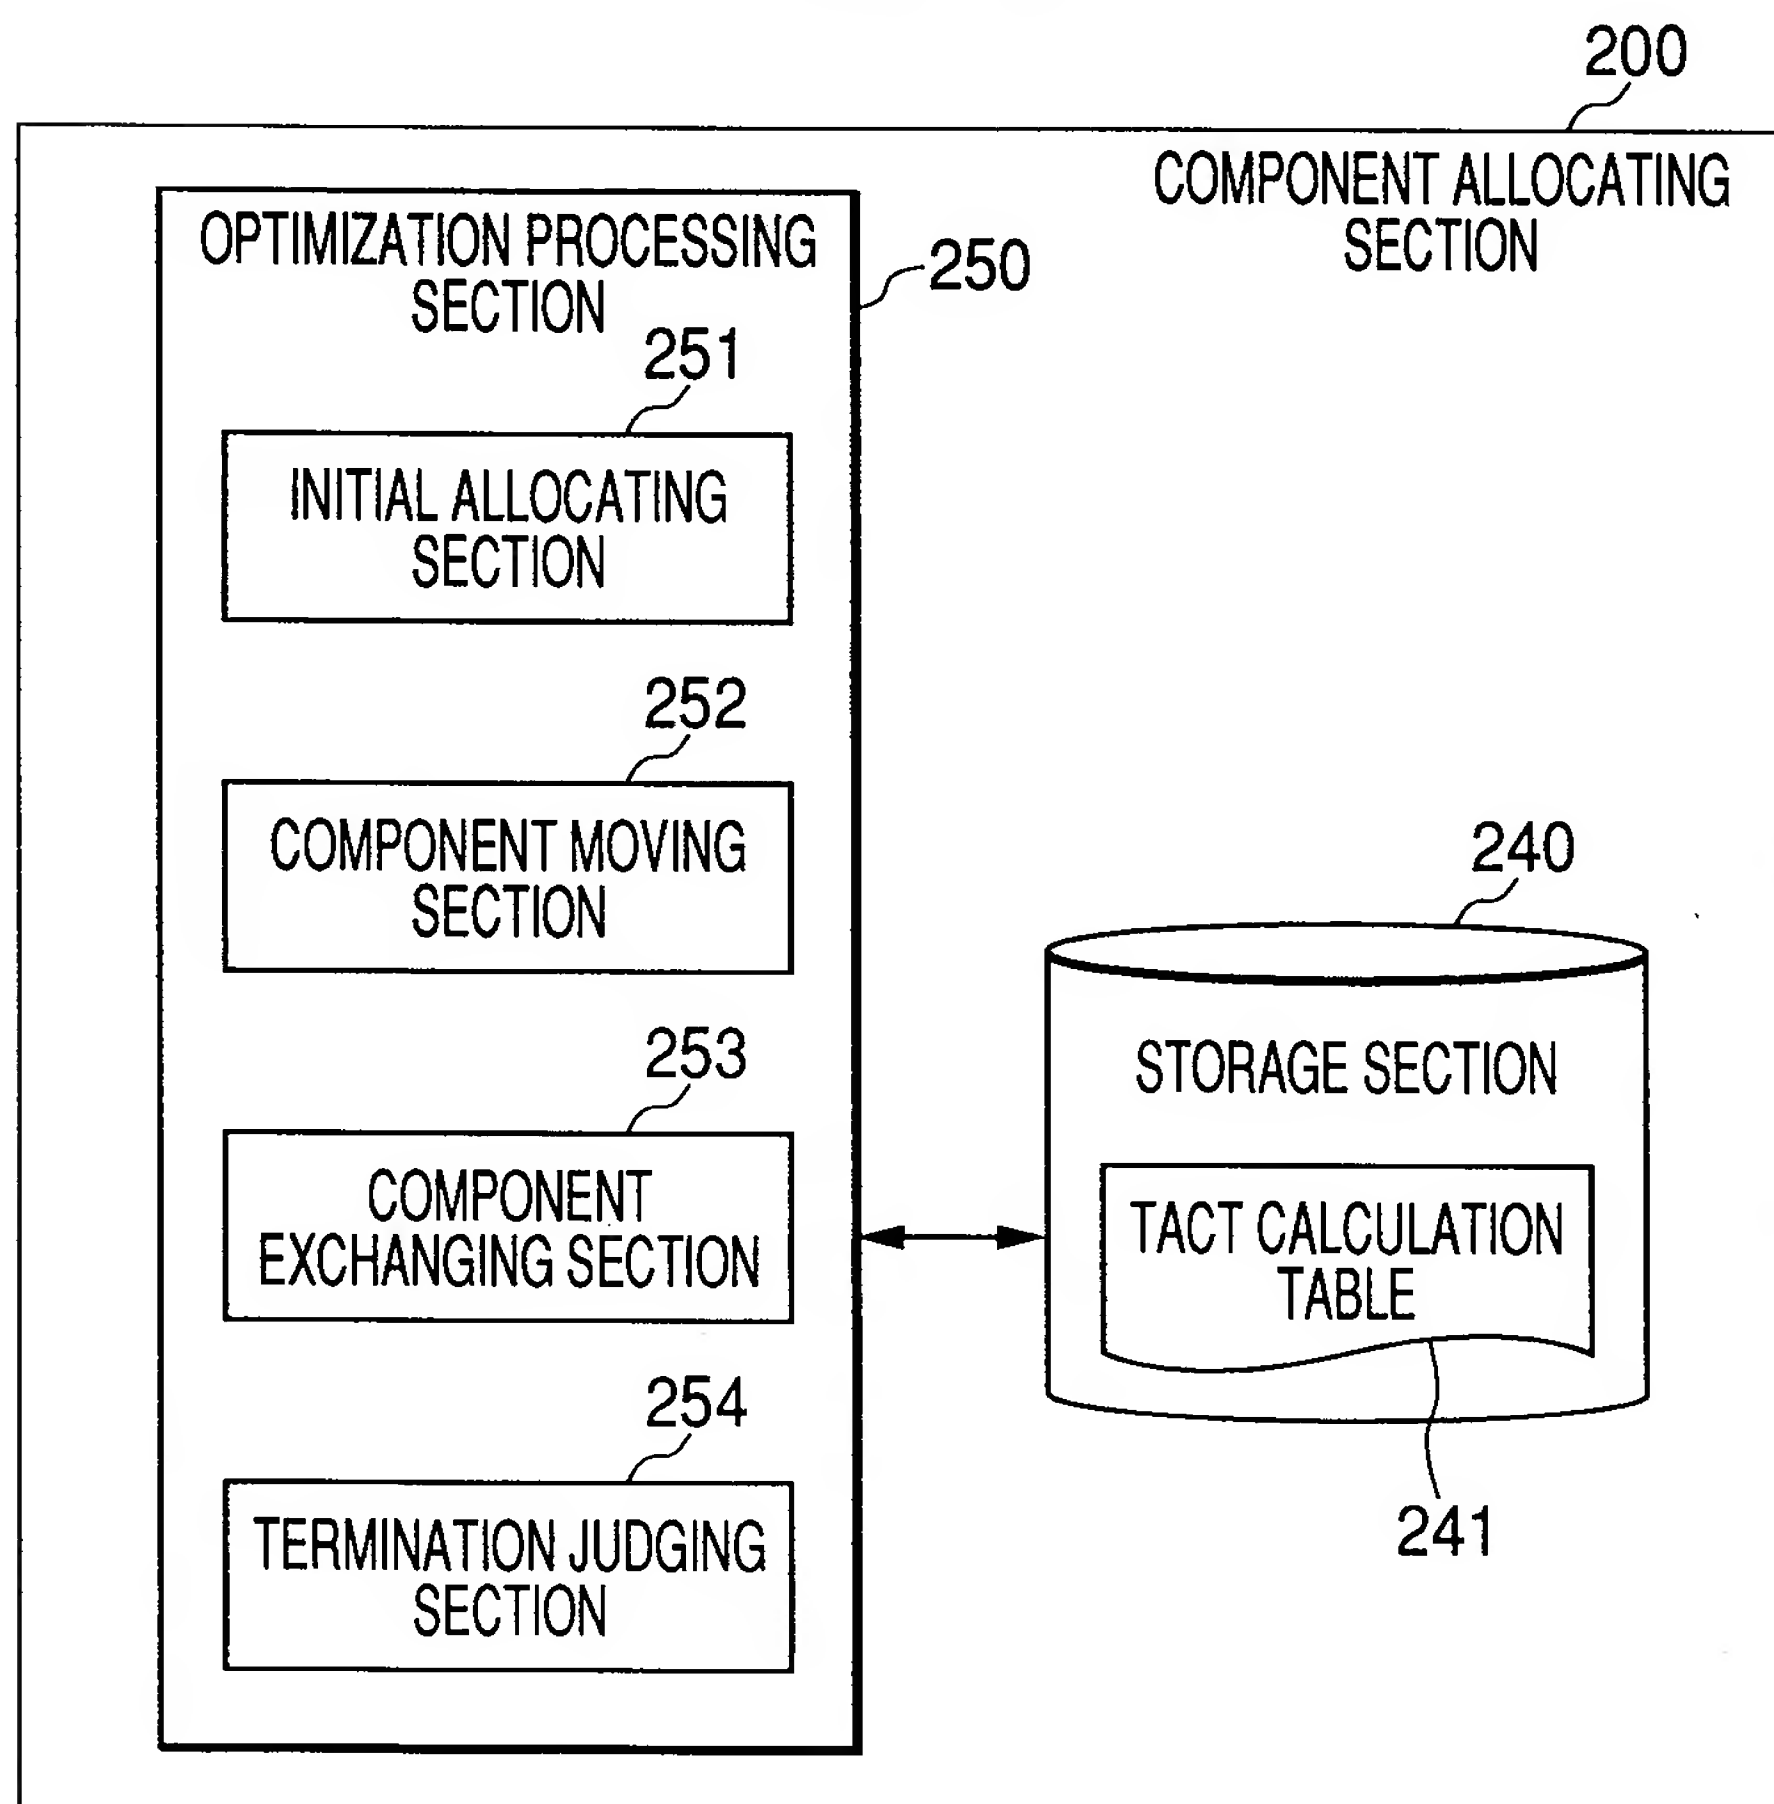 200
COMPONENT ALLOCATING
SECTION
OPTIMIZATION PROCESSING
SECTION
250
251
INITIAL ALLOCATING
SECTION
252
COMPONENT MOVING
SECTION
253
COMPONENT
EXCHANGING SECTION
254
TERMINATION JUDGING
SECTION
240
STORAGE SECTION
TACT CALCULATION
TABLE
241